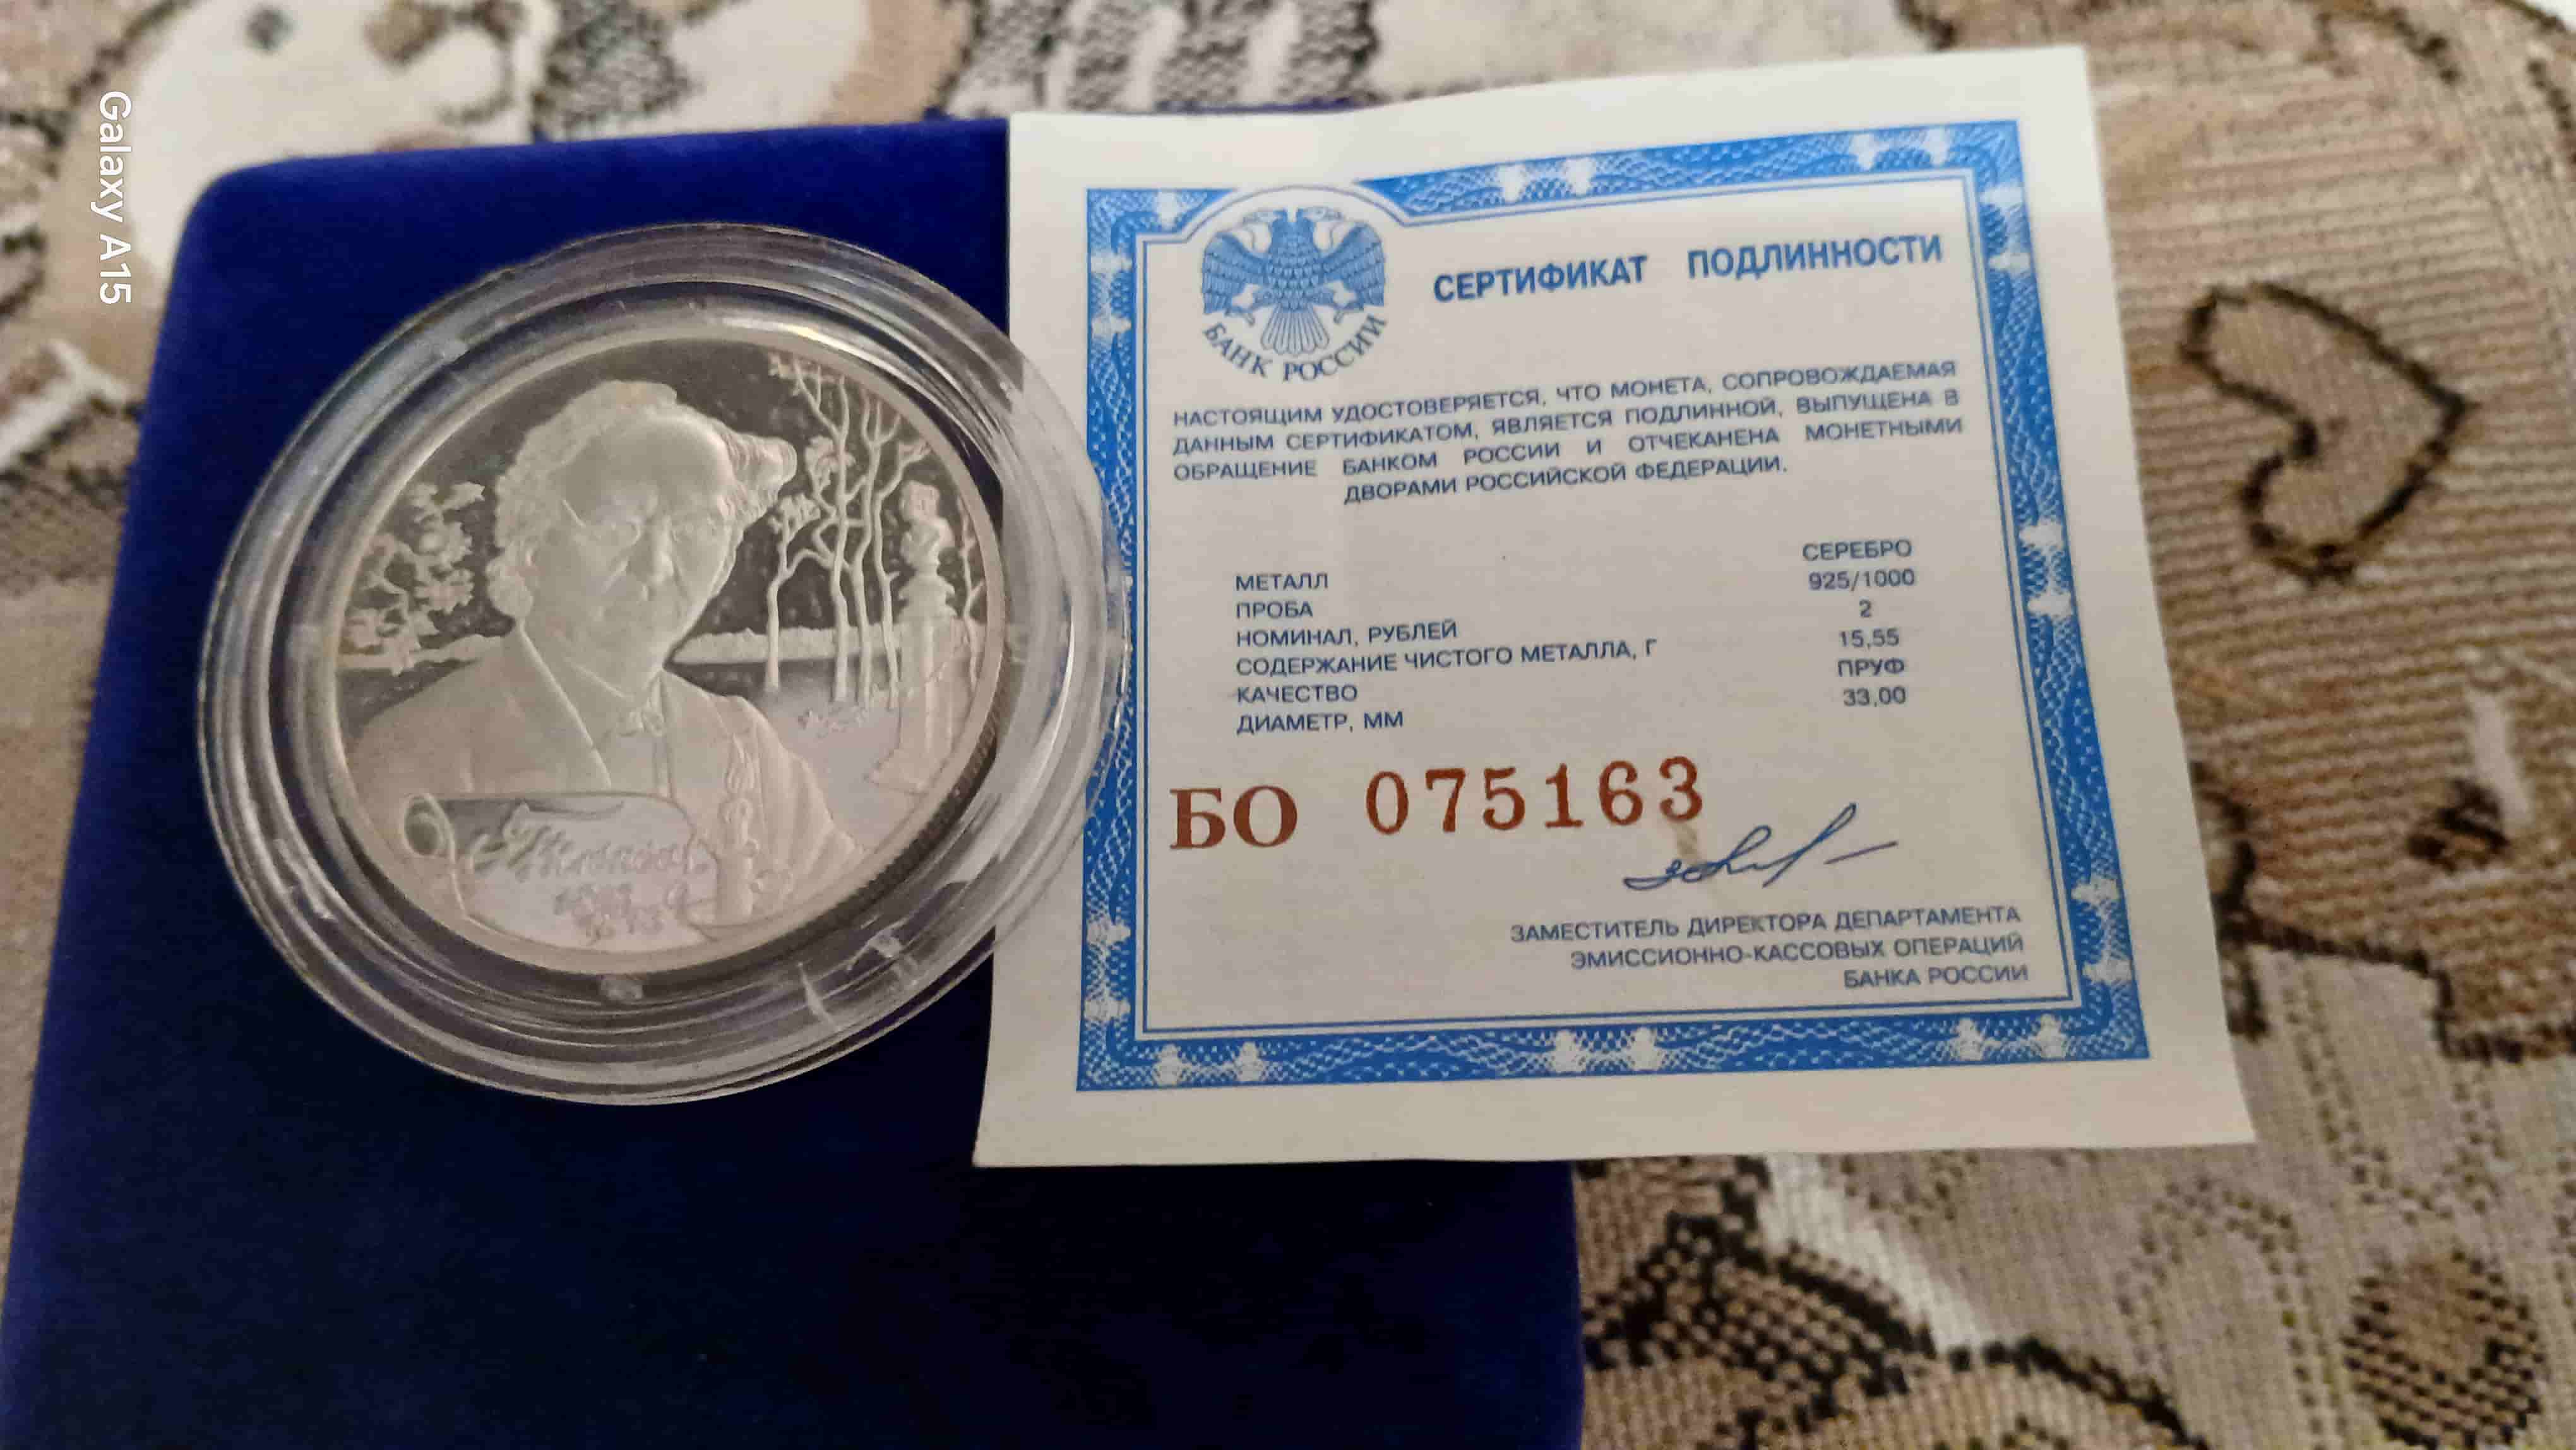 Galaxy A15
БАНК РОССИИ
СЕРТИФИКАТ ПОДЛИННОСТИ
НАСТОЯЩИМ УДОСТОВЕРЯЕТСЯ, ЧТО МОНЕТА, СОПРОВОЖДАЕМАЯ
ДАННЫМ СЕРТИФИКАТОМ, ЯВЛЯЕТСЯ ПОДЛИННОЙ, ВЫПУЩЕНА В
ОБРАЩЕНИЕ БАНКОМ РОССИИ И ОТЧЕКАНЕНА МОНЕТНЫМИ
ДВОРАМИ РОССИЙСКОЙ ФЕДЕРАЦИИ.
МЕТАЛЛ СЕРЕБРО
ПРОБА 925/1000
НОМИНАЛ, РУБЛЕЙ 2
СОДЕРЖАНИЕ ЧИСТОГО МЕТАЛЛА, Г 15,55
КАЧЕСТВО ПРУФ
ДИАМЕТР, ММ 33,00
БО 075163
ЗАМЕСТИТЕЛЬ ДИРЕКТОРА ДЕПАРТАМЕНТА
ЭМИССИОННО-КАССОВЫХ ОПЕРАЦИЙ
БАНКА РОССИИ